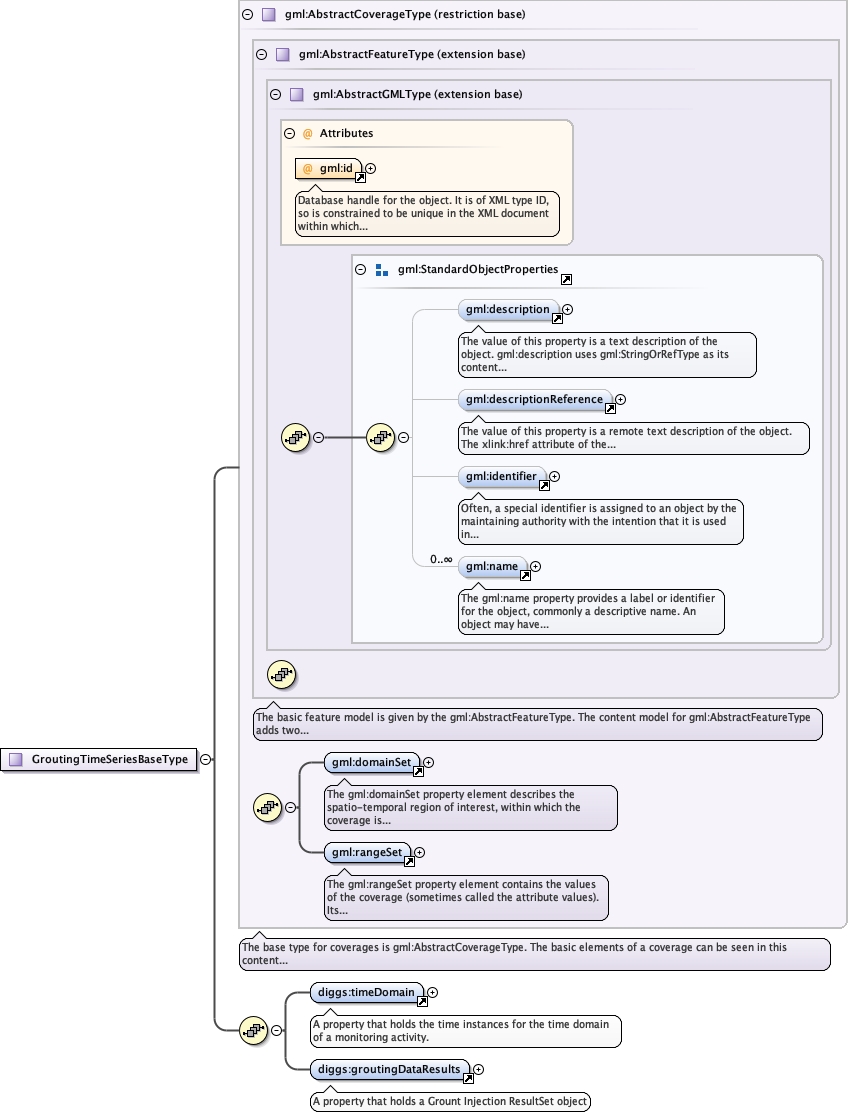 gml:AbstractCoverageType (restriction base)
gml:AbstractFeatureType (extension base)
gml:AbstractGMLType (extension base)
@ Attributes
@ gml:id
Database handle for the object. It is of XML type ID,
so is constrained to be unique in the XML document
within which...
gml:StandardObjectProperties
gml:description
The value of this property is a text description of the
object. gml:description uses gml:StringOrRefType as its
content...
gml:descriptionReference
The value of this property is a remote text description of the object.
The xlink:href attribute of the...
gml:identifier
Often, a special identifier is assigned to an object by the
maintaining authority with the intention that it is used
in...
0..∞
gml:name
The gml:name property provides a label or identifier
for the object, commonly a descriptive name. An
object may have...
The basic feature model is given by the gml:AbstractFeatureType. The content model for gml:AbstractFeatureType
adds two...
GroutingTimeSeriesBaseType
gml:domainSet
The gml:domainSet property element describes the
spatio-temporal region of interest, within which the
coverage is...
gml:rangeSet
The gml:rangeSet property element contains the values
of the coverage (sometimes called the attribute values).
Its...
The base type for coverages is gml:AbstractCoverageType. The basic elements of a coverage can be seen in this
content...
diggs:timeDomain
A property that holds the time instances for the time domain
of a monitoring activity.
diggs:groutingDataResults
A property that holds a Grount Injection ResultSet object